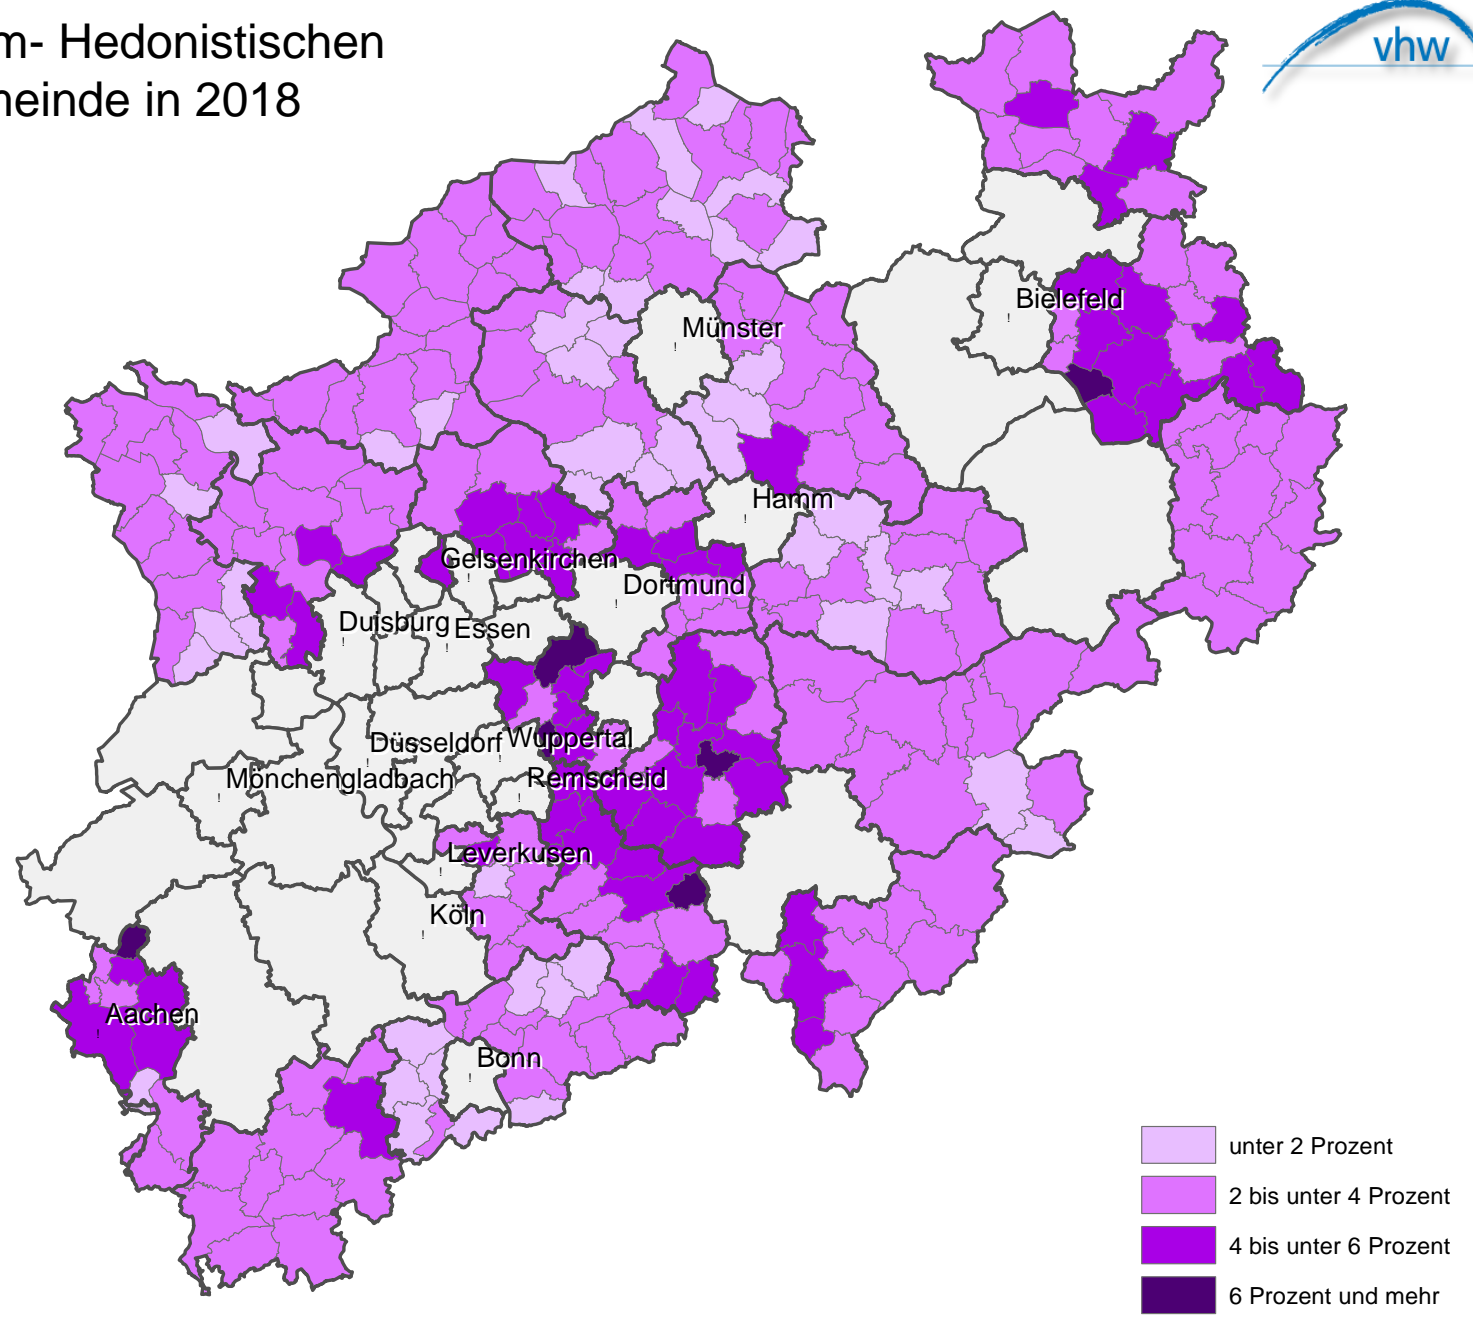 m- Hedonistischen
neinde in 2018
vhw
Bielefeld
Münster
Hamm
Gelsenkirchen
Dortmund
Duisburg
Essen
Düsseldorf
Wuppertal
Mönchengladbach
Remscheid
Leverkusen
Köln
Aachen
Bonn
unter 2 Prozent
2 bis unter 4 Prozent
4 bis unter 6 Prozent
6 Prozent und mehr